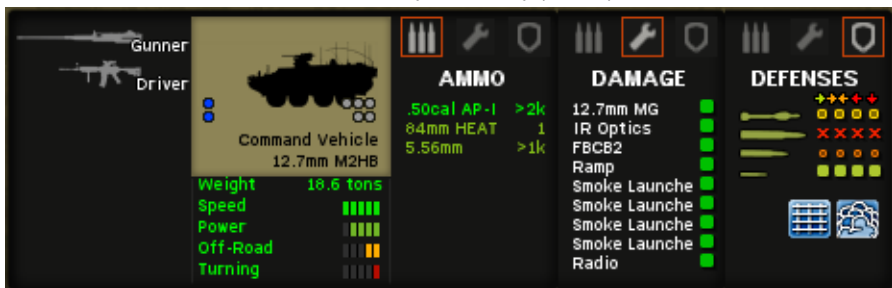 Gunner
Driver
Command Vehicle
12.7mm M2HB
Weight 18.6 tons
Speed
Power
Off-Road
Turning
AMMO
.50cal AP-I >2k
84mm HEAT 1
5.56mm >1k
DAMAGE
12.7mm MG
IR Optics
FBCB2
Ramp
Smoke Launche
Smoke Launche
Smoke Launche
Smoke Launche
Radio
DEFENSES